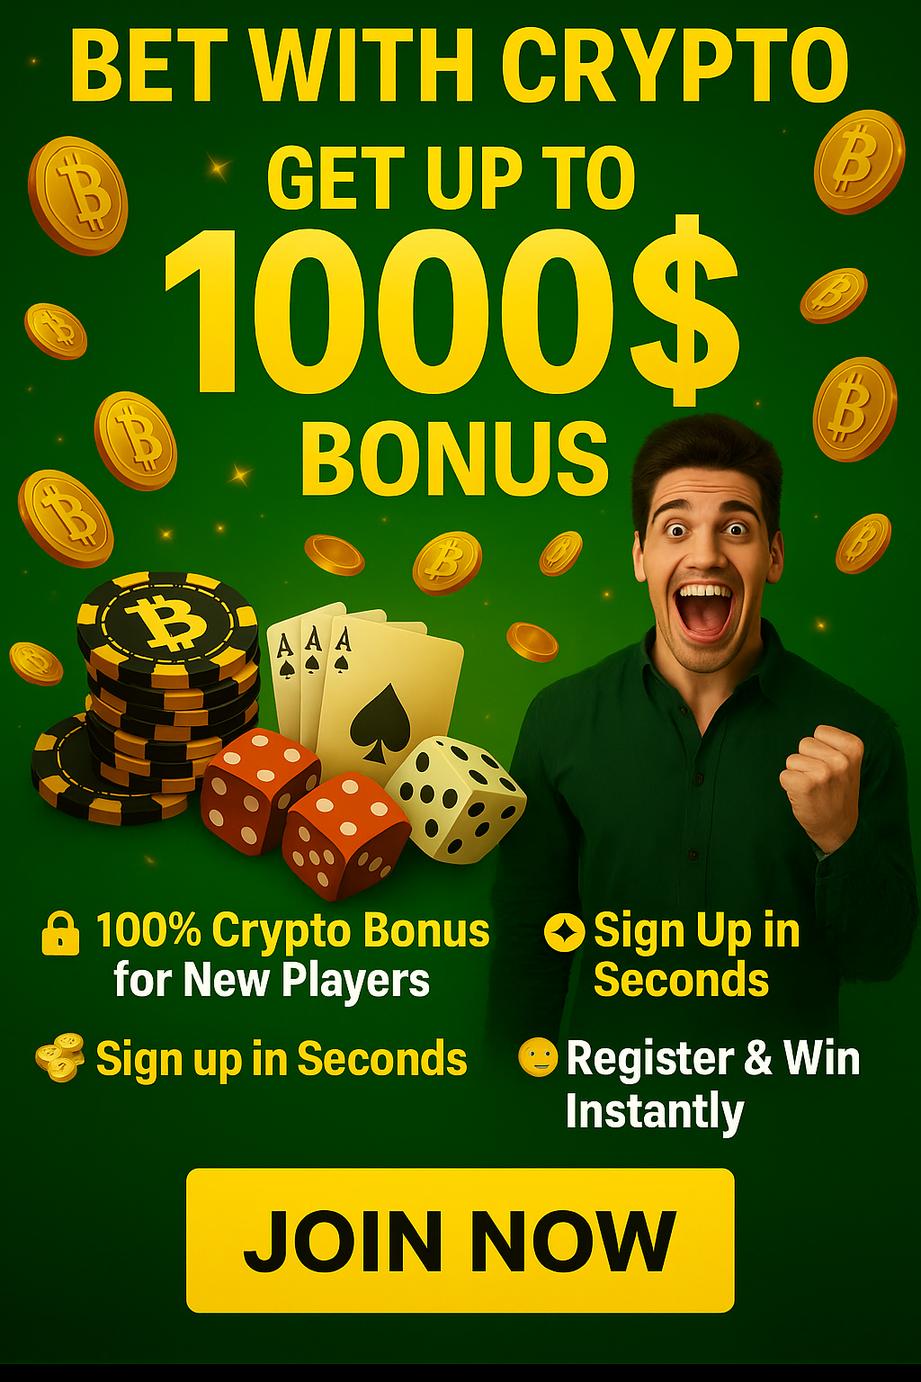 BET WITH CRYPTO
GET UP TO
1000$
BONUS
A A A
100% Crypto Bonus
for New Players
Sign Up in
Seconds
Sign up in Seconds
Register & Win
Instantly
JOIN NOW